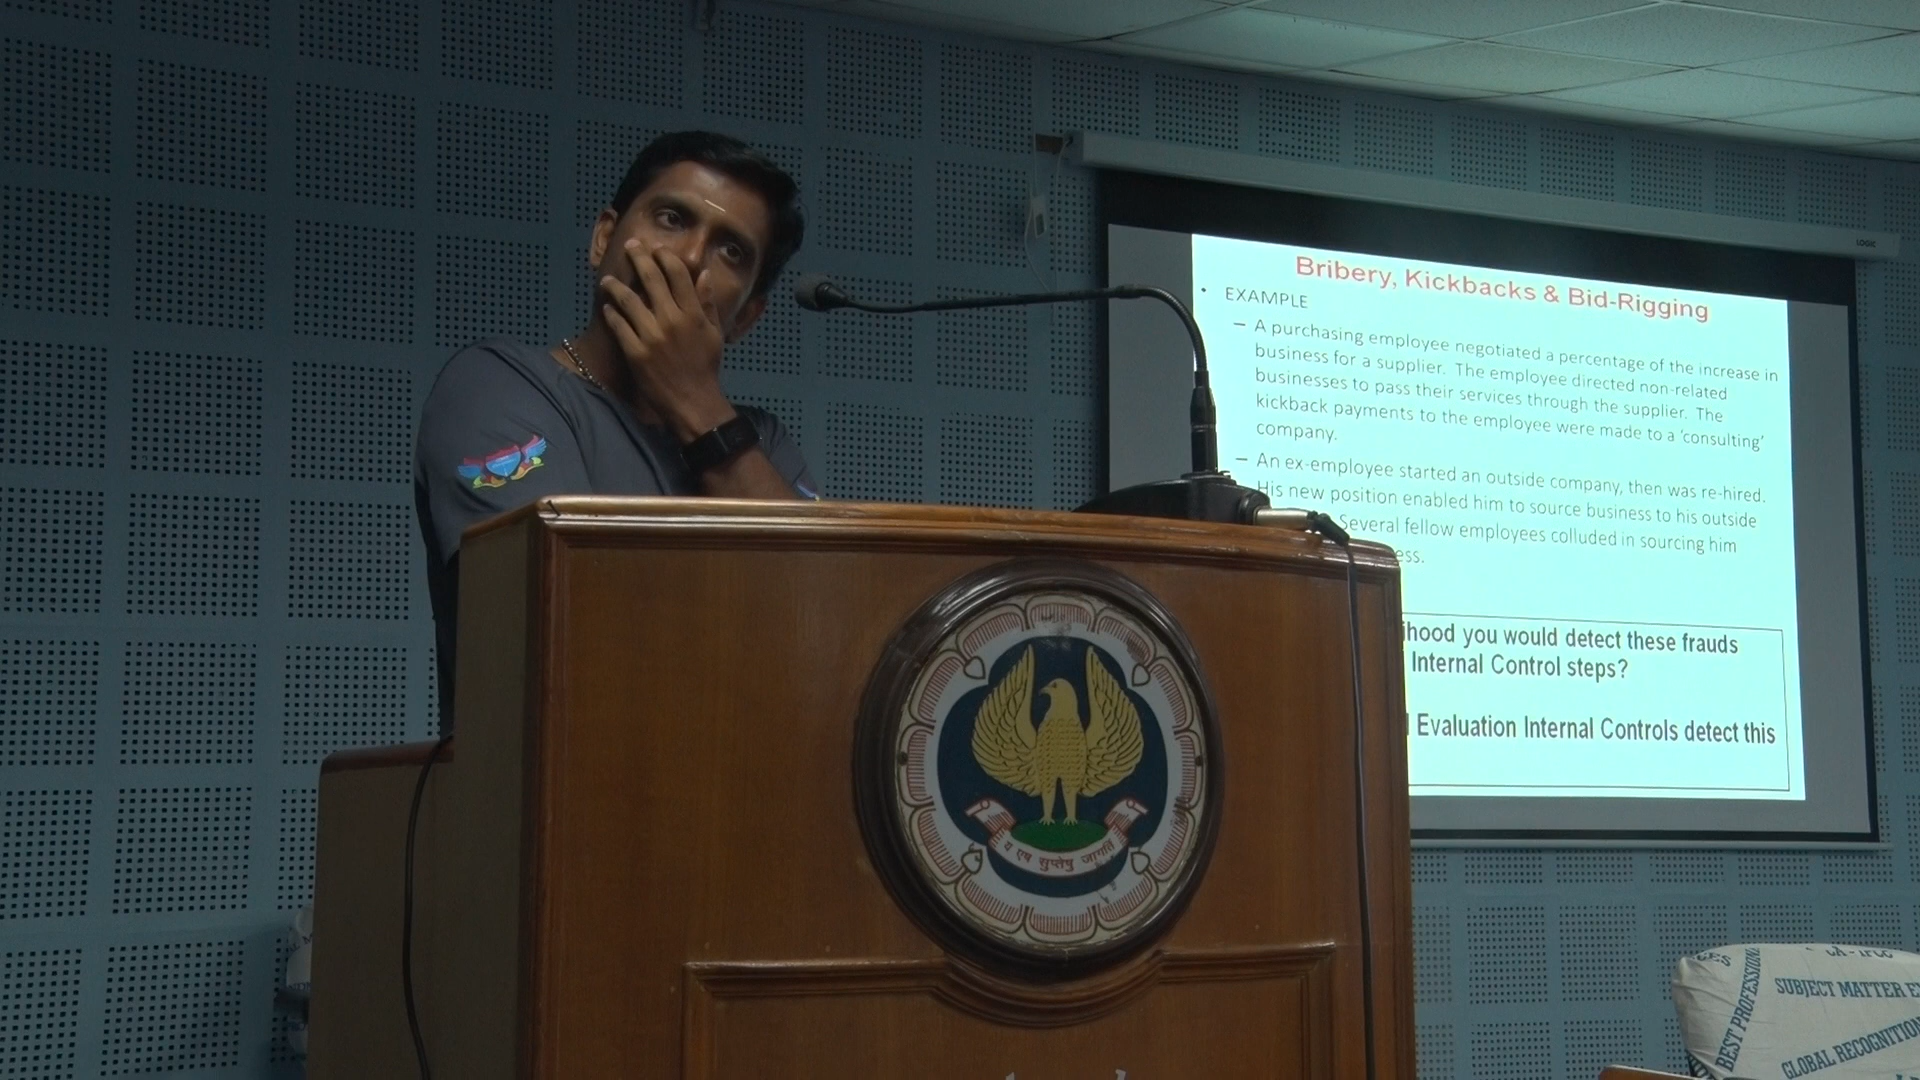 LOGIC
Bribery, Kickbacks & Bid-Rigging
• EXAMPLE
– A purchasing employee negotiated a percentage of the increase in
business for a supplier. The employee directed non-related
businesses to pass their services through the supplier. The
kickback payments to the employee were made to a 'consulting'
company.
– An ex-employee started an outside company, then was re-hired.
His new position enabled him to source business to his outside
Several fellow employees colluded in sourcing him
you would detect these frauds
Internal Control steps?
Evaluation Internal Controls detect this
य एष सुप्तेषु जागर्ति
SUBJECT MATTER
BEST
GLOBAL RECOGNITION